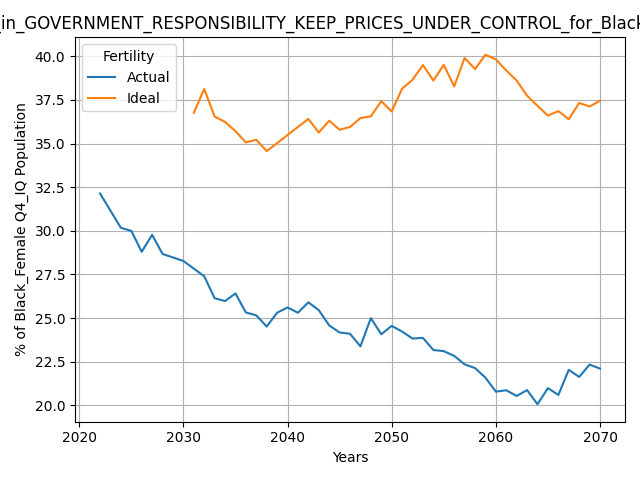 _in_GOVERNMENT_RESPONSIBILITY_KEEP_PRICES_UNDER_CONTROL_for_Black
Fertility
Actual
Ideal
% of Black_Female Q4_IQ Population
40.0
37.5
35.0
32.5
30.0
27.5
25.0
22.5
20.0
2020 2030 2040 2050 2060 2070
Years